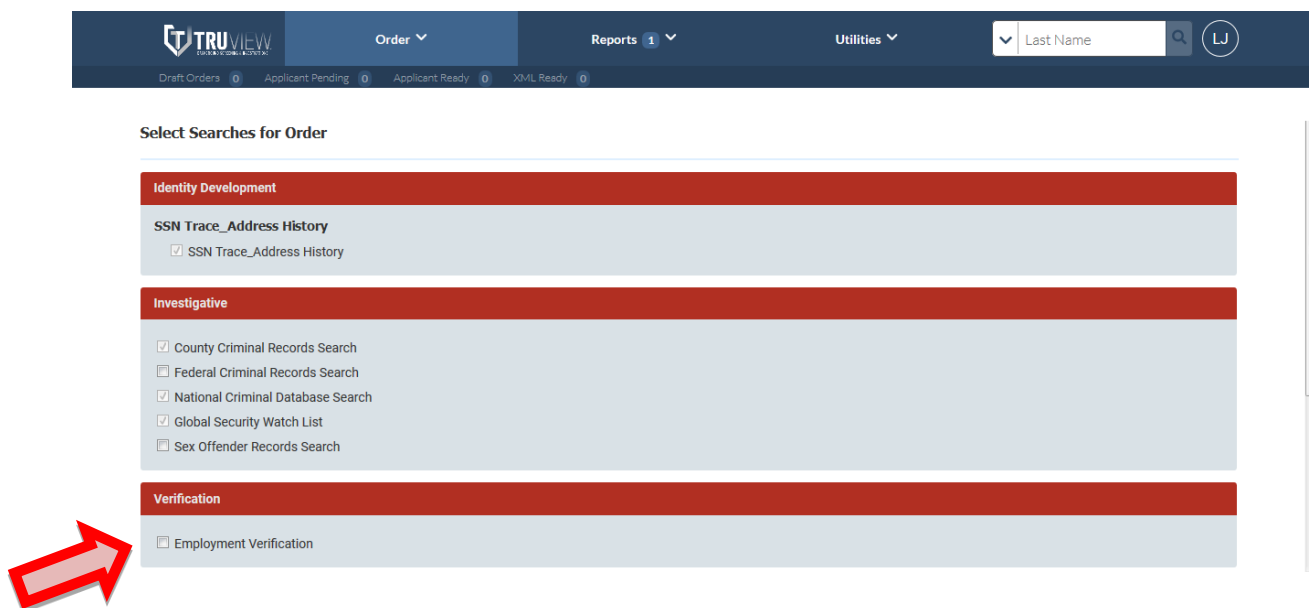 TRUVIEW
Order
Reports 1
Utilities
Last Name
LJ
Draft Orders 0 Applicant Pending 0 Applicant Ready 0 XML Ready 0
Select Searches for Order
Identity Development
SSN Trace_Address History
SSN Trace_Address History
Investigative
County Criminal Records Search
Federal Criminal Records Search
National Criminal Database Search
Global Security Watch List
Sex Offender Records Search
Verification
Employment Verification